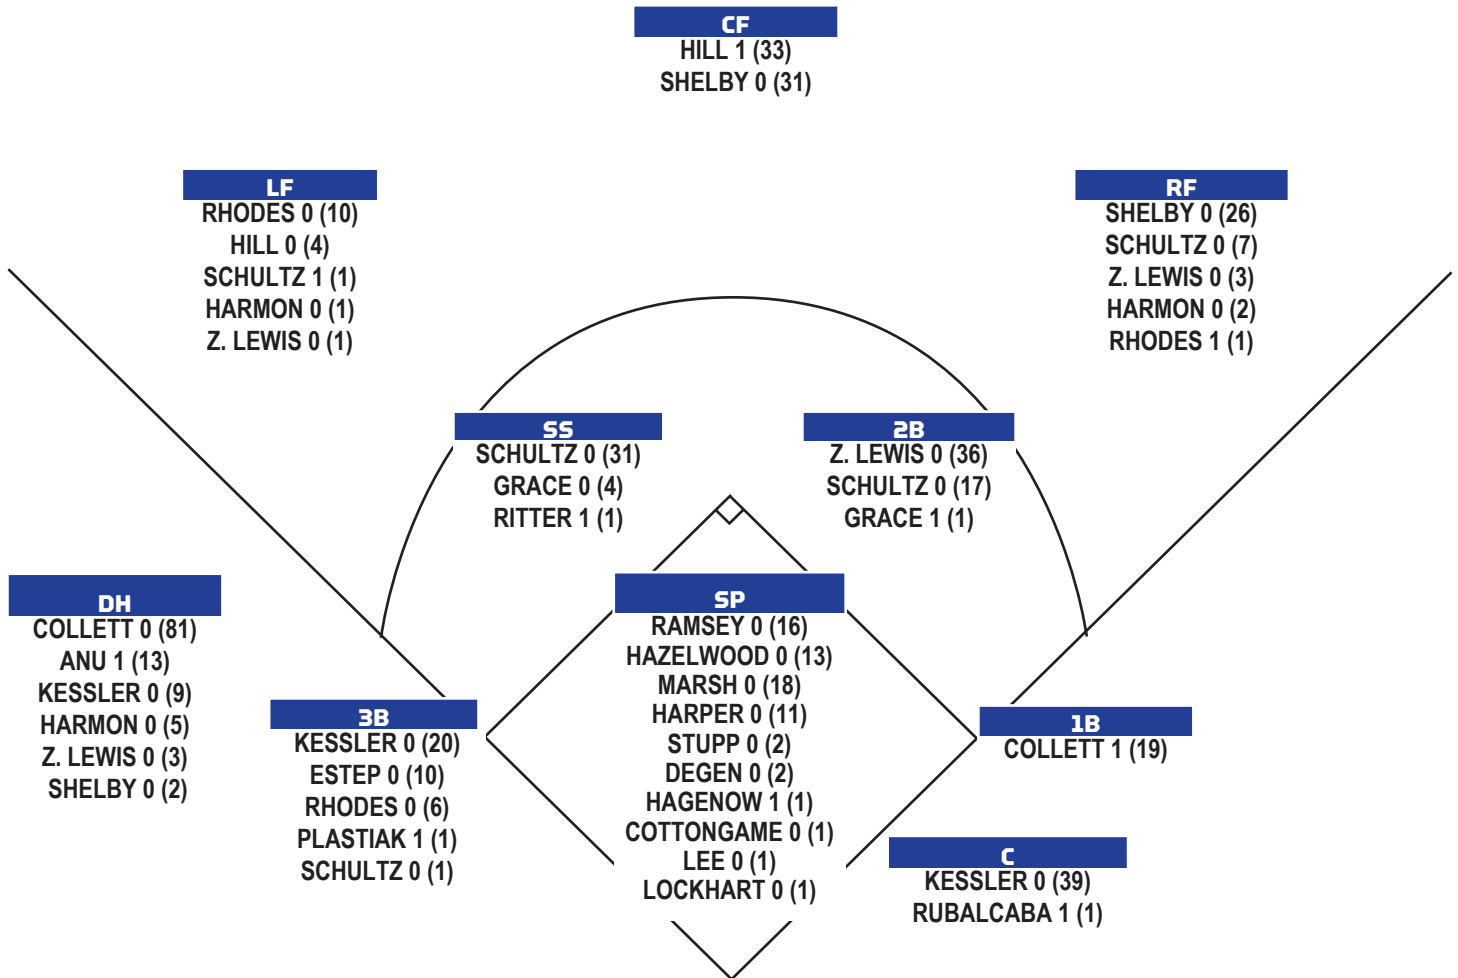 CF
HILL 1 (33)
SHELBY 0 (31)
LF
RHODES 0 (10)
HILL 0 (4)
SCHULTZ 1 (1)
HARMON 0 (1)
Z. LEWIS 0 (1)
RF
SHELBY 0 (26)
SCHULTZ 0 (7)
Z. LEWIS 0 (3)
HARMON 0 (2)
RHODES 1 (1)
SS
SCHULTZ 0 (31)
GRACE 0 (4)
RITTER 1 (1)
2B
Z. LEWIS 0 (36)
SCHULTZ 0 (17)
GRACE 1 (1)
DH
COLLETT 0 (81)
ANU 1 (13)
KESSLER 0 (9)
HARMON 0 (5)
Z. LEWIS 0 (3)
SHELBY 0 (2)
3B
KESSLER 0 (20)
ESTEP 0 (10)
RHODES 0 (6)
PLASTIAK 1 (1)
SCHULTZ 0 (1)
SP
RAMSEY 0 (16)
HAZELWOOD 0 (13)
MARSH 0 (18)
HARPER 0 (11)
STUPP 0 (2)
DEGEN 0 (2)
HAGENOW 1 (1)
COTTONGAME 0 (1)
LEE 0 (1)
LOCKHART 0 (1)
1B
COLLETT 1 (19)
C
KESSLER 0 (39)
RUBALCABA 1 (1)